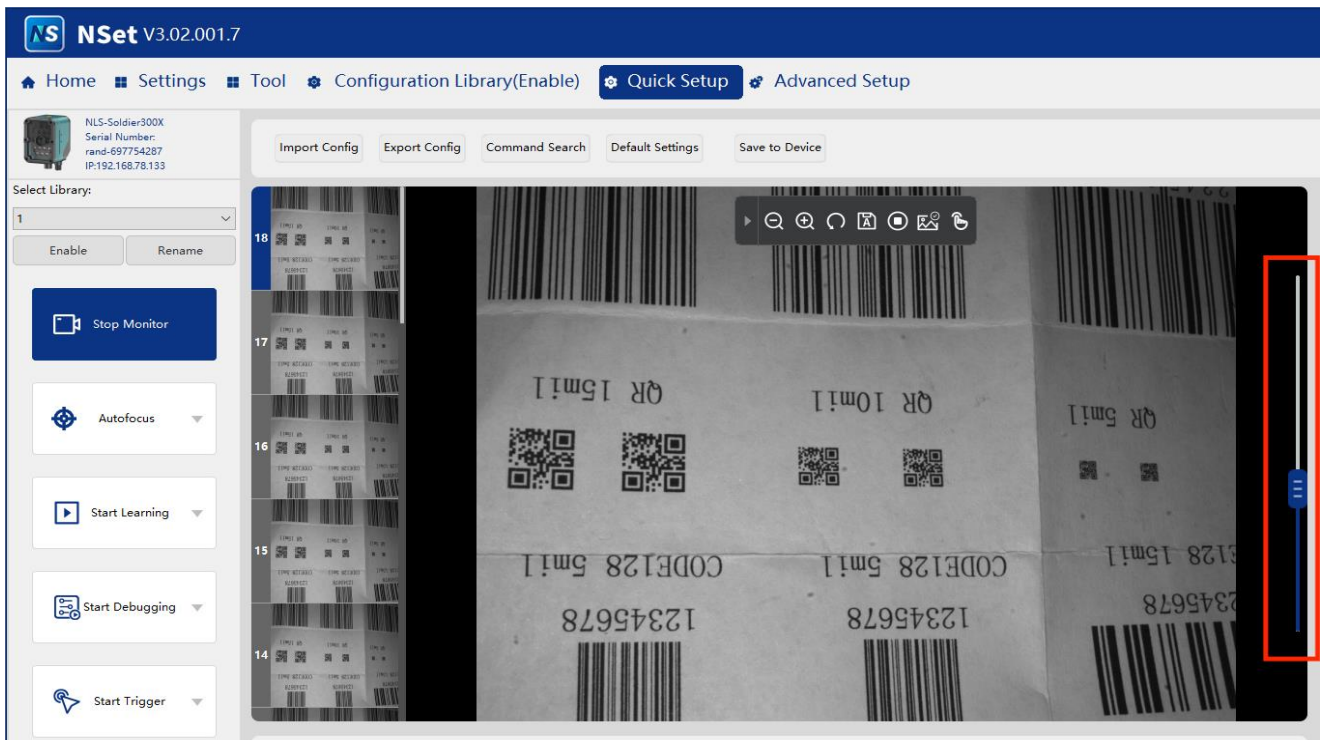 NS NSet V3.02.001.7
Home Settings Tool Configuration Library(Enable) Quick Setup Advanced Setup
NLS-Soldier300X
Serial Number:
rand-697754287
IP:192.168.78.133
Import Config Export Config Command Search Default Settings Save to Device
Select Library:
1
Enable Rename
Stop Monitor
Autofocus
Start Learning
Start Debugging
Start Trigger
18
17
16
15
14
QR 15mil QR 10mil QR 5mil
CODE128 5mil CODE128 5mil E128 15mil
12345678 12345678 2345678